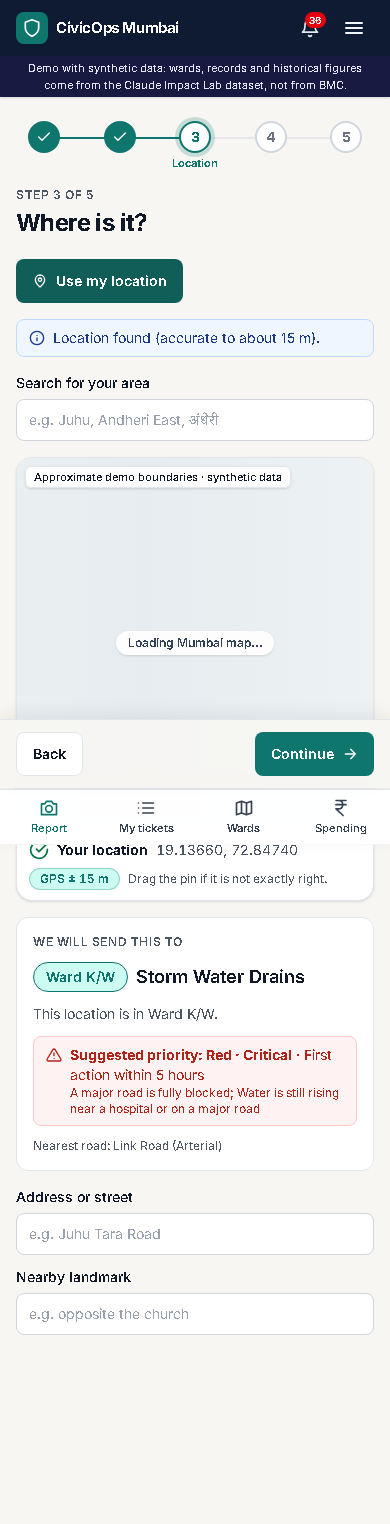 CivicOps Mumbai
36
Demo with synthetic data: wards, records and historical figures
come from the Claude Impact Lab dataset, not from BMC.
3
4
5
Location
STEP 3 OF 5
Where is it?
Use my location
Location found (accurate to about 15 m).
Search for your area
e.g. Juhu, Andheri East, अंधेरी
Approximate demo boundaries · synthetic data
Loading Mumbai map…
Back
Continue
Report
My tickets
Wards
Spending
Your location 19.13660, 72.84740
GPS ± 15 m
Drag the pin if it is not exactly right.
WE WILL SEND THIS TO
Ward K/W
Storm Water Drains
This location is in Ward K/W.
Suggested priority: Red · Critical · First
action within 5 hours
A major road is fully blocked; Water is still rising
near a hospital or on a major road
Nearest road: Link Road (Arterial)
Address or street
e.g. Juhu Tara Road
Nearby landmark
e.g. opposite the church